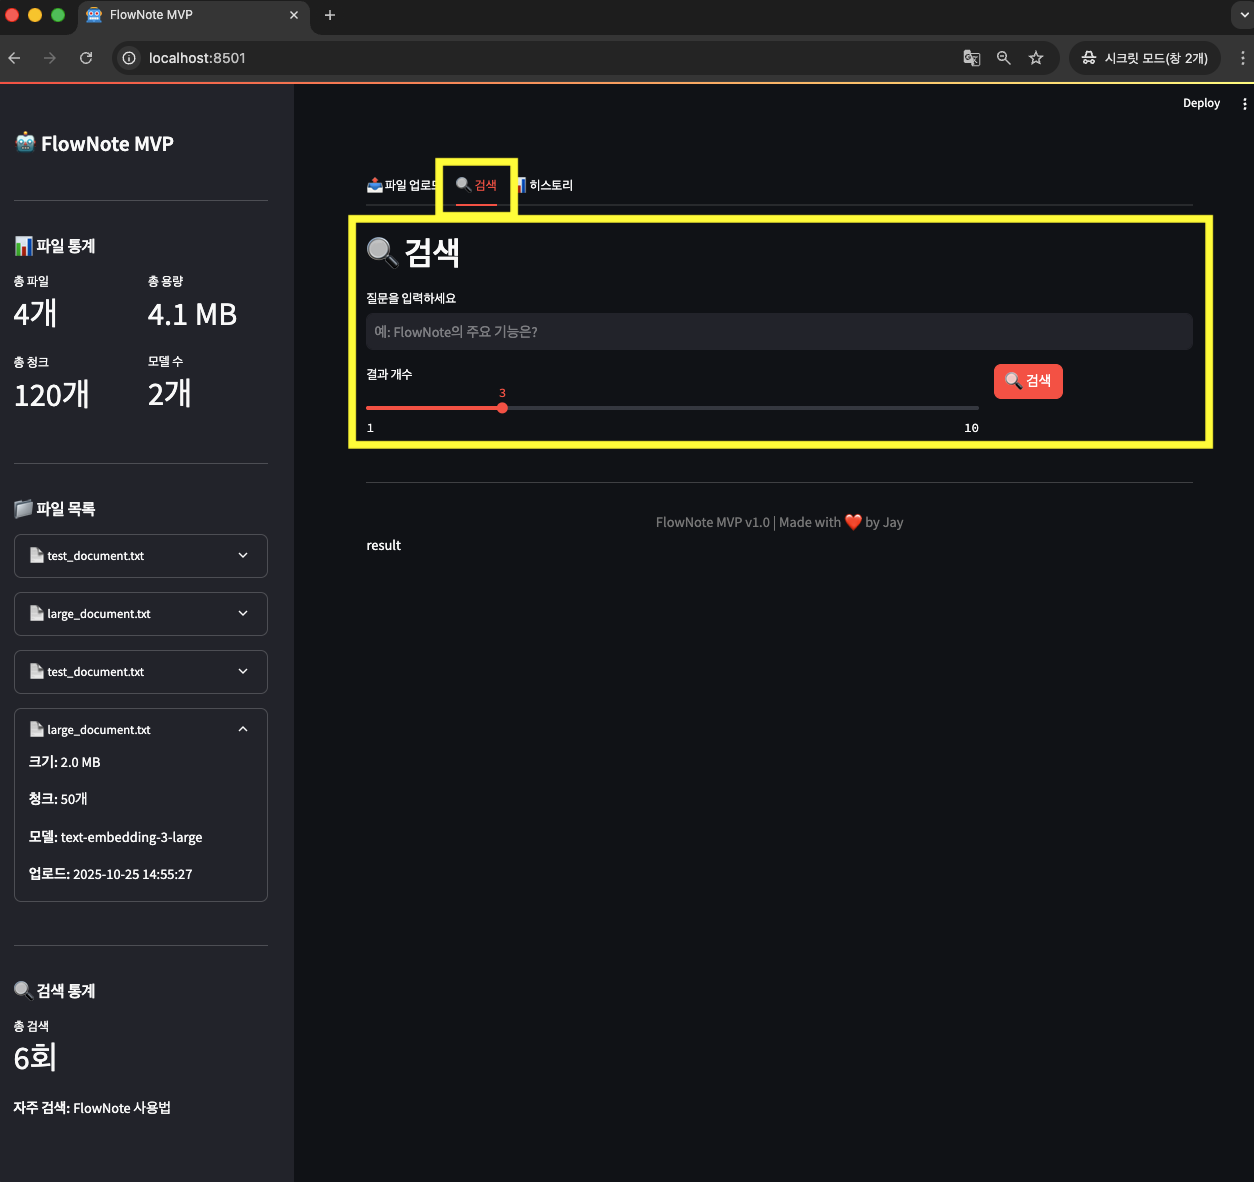 FlowNote MVP
localhost:8501
시크릿 모드(창 2개)
Deploy
FlowNote MVP
파일 통계
총 파일
4개
총 용량
4.1 MB
총 청크
120개
모델 수
2개
파일 목록
test_document.txt
large_document.txt
test_document.txt
large_document.txt
크기: 2.0 MB
청크: 50개
모델: text-embedding-3-large
업로드: 2025-10-25 14:55:27
검색 통계
총 검색
6회
자주 검색: FlowNote 사용법
파일 업로드
검색
히스토리
검색
질문을 입력하세요
예: FlowNote의 주요 기능은?
결과 개수
3
1
10
검색
FlowNote MVP v1.0 | Made with ❤️ by Jay
result